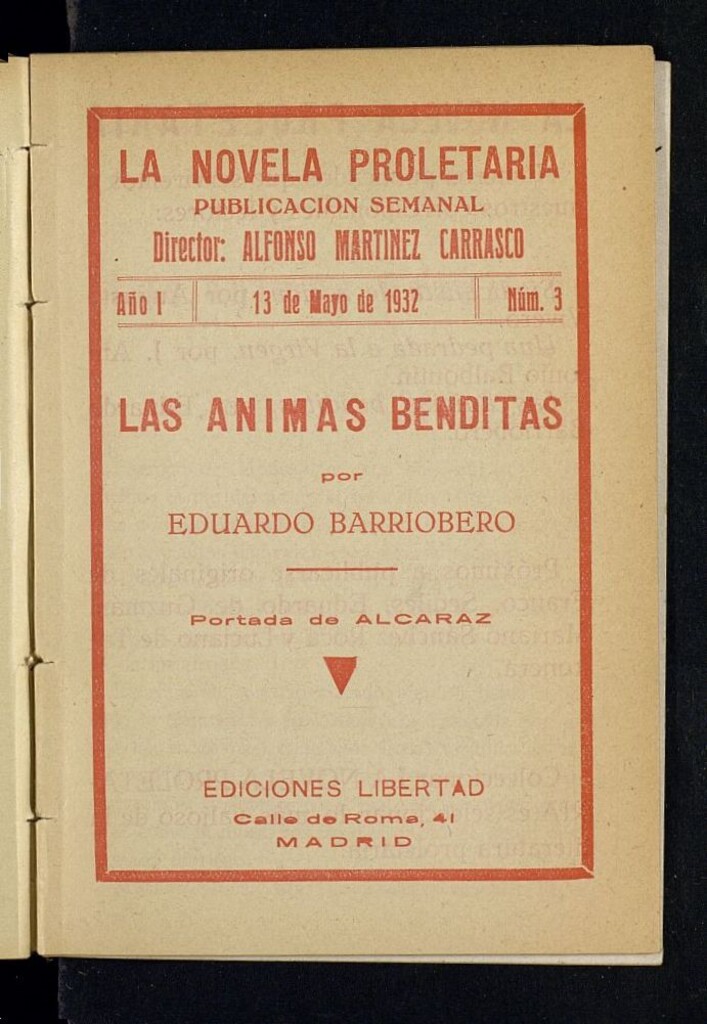 LA NOVELA PROLETARIA
PUBLICACION SEMANAL
Director: ALFONSO MARTINEZ CARRASCO
Año I 13 de Mayo de 1932 Núm. 3
LAS ANIMAS BENDITAS
por
EDUARDO BARRIOBERO
Portada de ALCARAZ
EDICIONES LIBERTAD
Calle de Roma, 41
MADRID